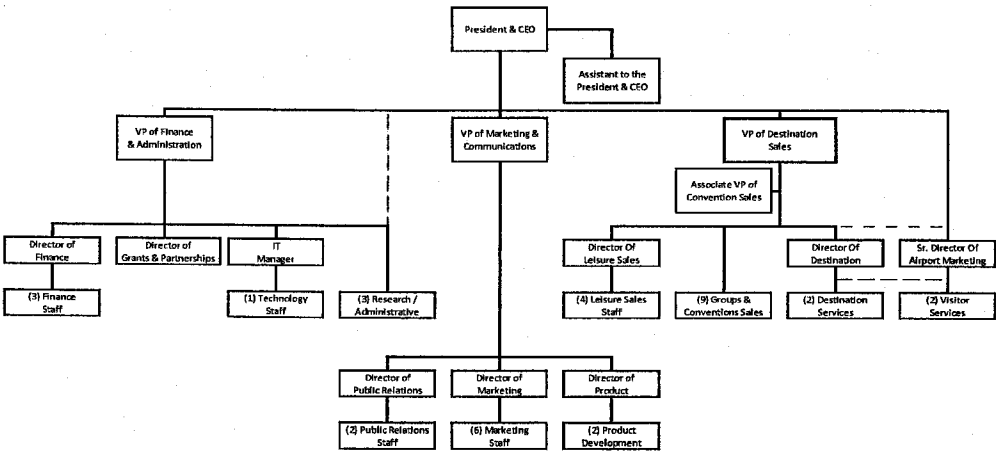 President & CEO
Assistant to the
President & CEO
VP of Finance
& Administration
VP of Marketing &
Communications
VP of Destination
Sales
Associate VP of
Convention Sales
Director of
Finance
Director of
Grants & Partnerships
IT
Manager
Director Of
Leisure Sales
Director Of
Destination
Sr. Director Of
Airport Marketing
(3) Finance
Staff
(1) Technology
Staff
(3) Research /
Administrative
(4) Leisure Sales
Staff
(9) Groups &
Conventions Sales
(2) Destination
Services
(2) Visitor
Services
Director of
Public Relations
Director of
Marketing
Director of
Product
(2) Public Relations
Staff
(6) Marketing
Staff
(2) Product
Development